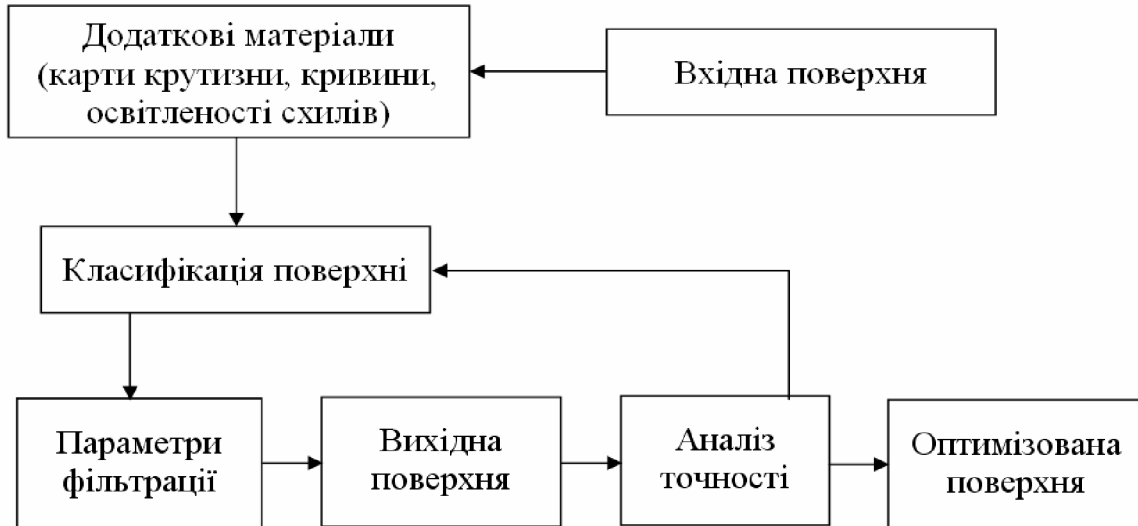 Додаткові матеріали
(карти крутизни, кривини,
освітленості схилів)
Вхідна поверхня
Класифікація поверхні
Параметри
фільтрації
Вихідна
поверхня
Аналіз
точності
Оптимізована
поверхня